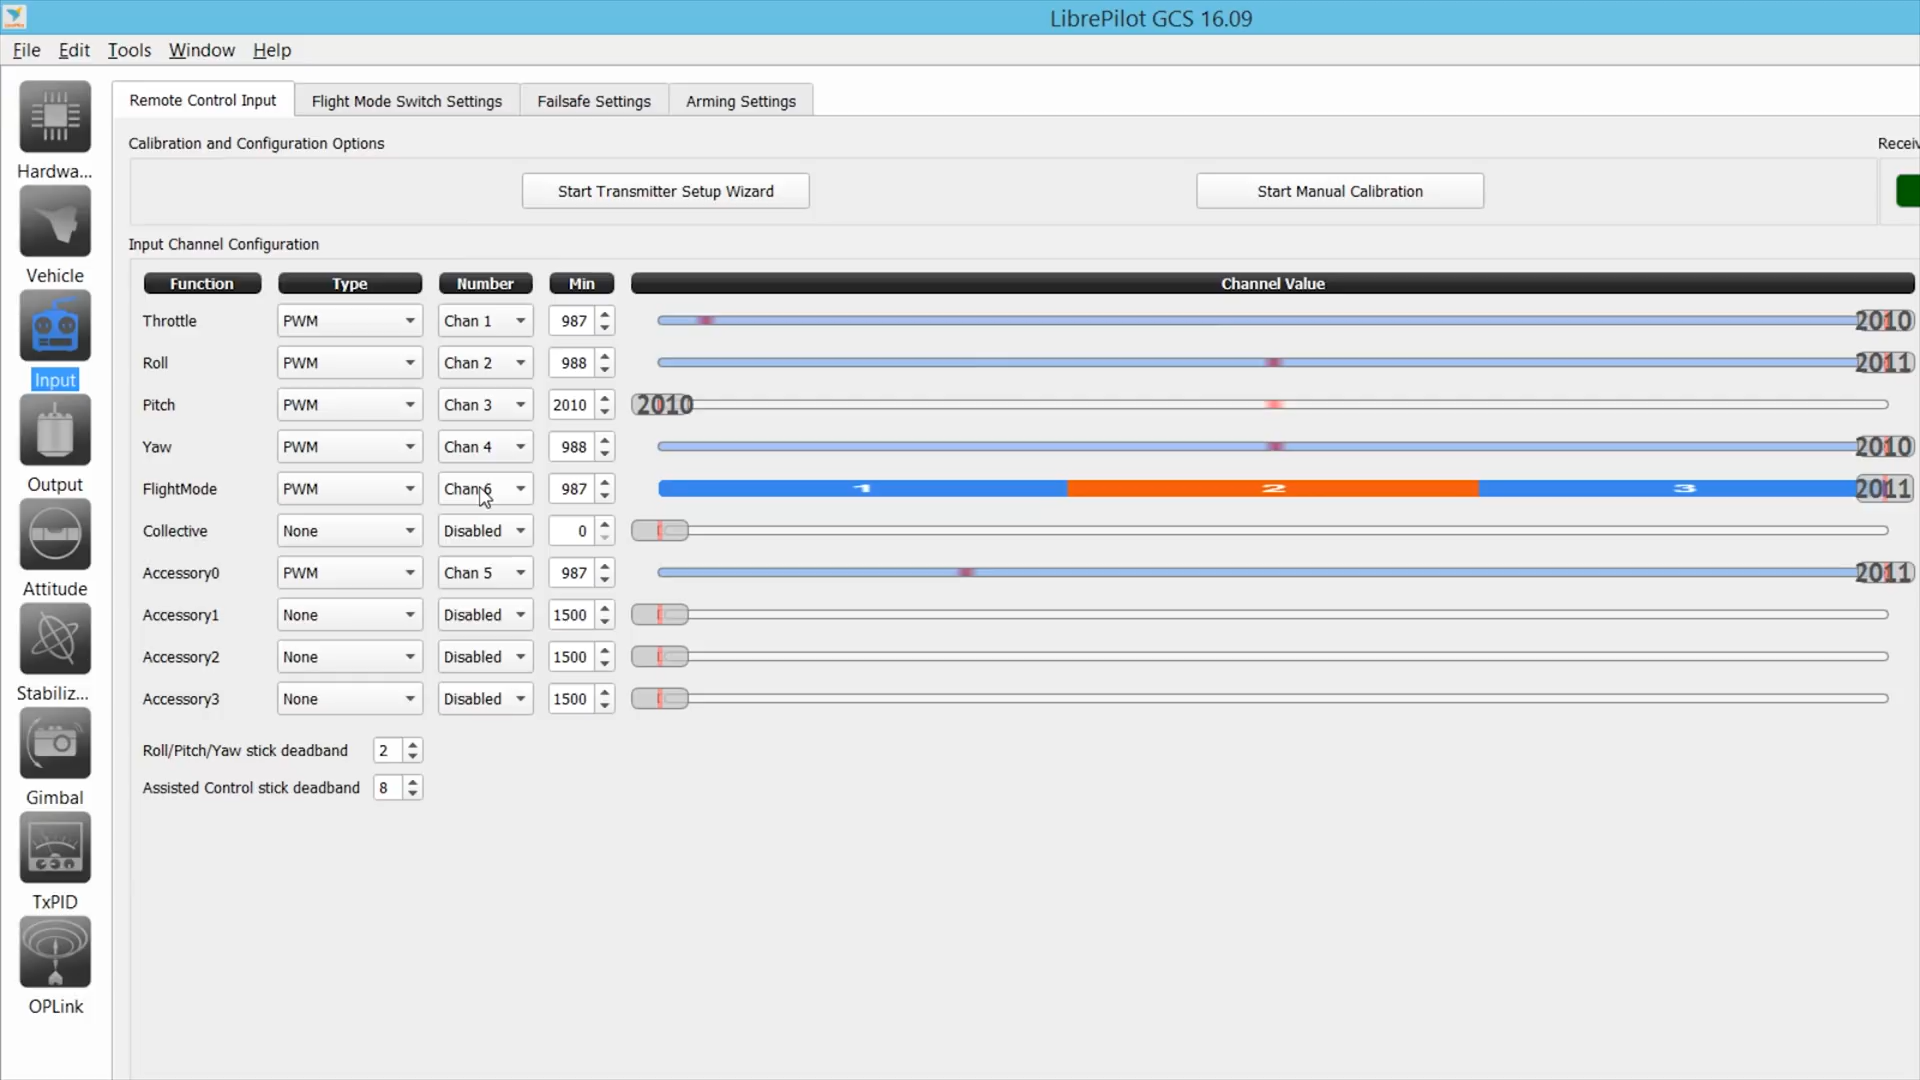 LibrePilot GCS 16.09
File Edit Tools Window Help
Hardwa...
Vehicle
Input
Output
Attitude
Stabiliz...
Gimbal
TxPID
OPLink
Remote Control Input Flight Mode Switch Settings Failsafe Settings Arming Settings
Calibration and Configuration Options
Start Transmitter Setup Wizard Start Manual Calibration
Input Channel Configuration
Function Type Number Min Channel Value
Throttle PWM Chan 1 987 2010
Roll PWM Chan 2 988 2011
Pitch PWM Chan 3 2010 2010
Yaw PWM Chan 4 988 2010
FlightMode PWM Chan 6 987 1 2 3 2011
Collective None Disabled 0
Accessory0 PWM Chan 5 987 2011
Accessory1 None Disabled 1500
Accessory2 None Disabled 1500
Accessory3 None Disabled 1500
Roll/Pitch/Yaw stick deadband 2
Assisted Control stick deadband 8